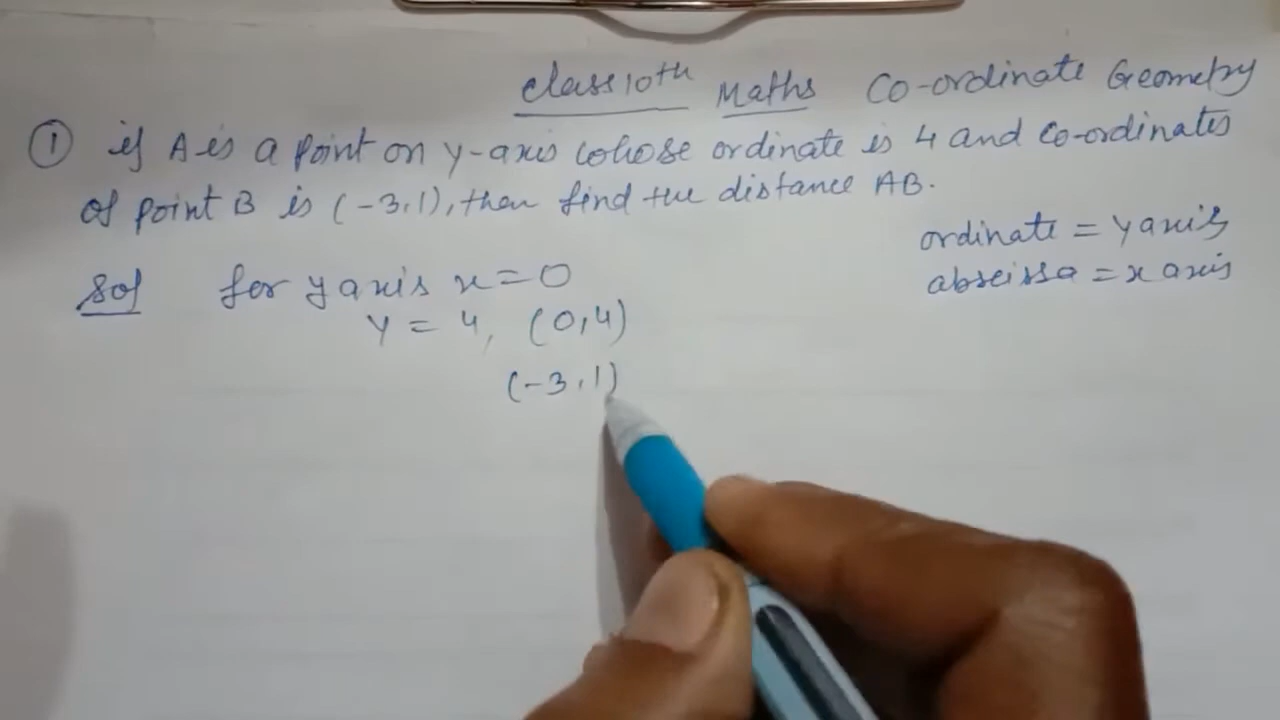 Class 10th Maths Co-ordinate Geometry
① if A is a point on y-axis whose ordinate is 4 and Co-ordinates
of point B is (-3,1), then find the distance AB.
ordinate = y axis
abscissa = x axis
Sol for y axis x = 0
y = 4, (0,4)
(-3,1)